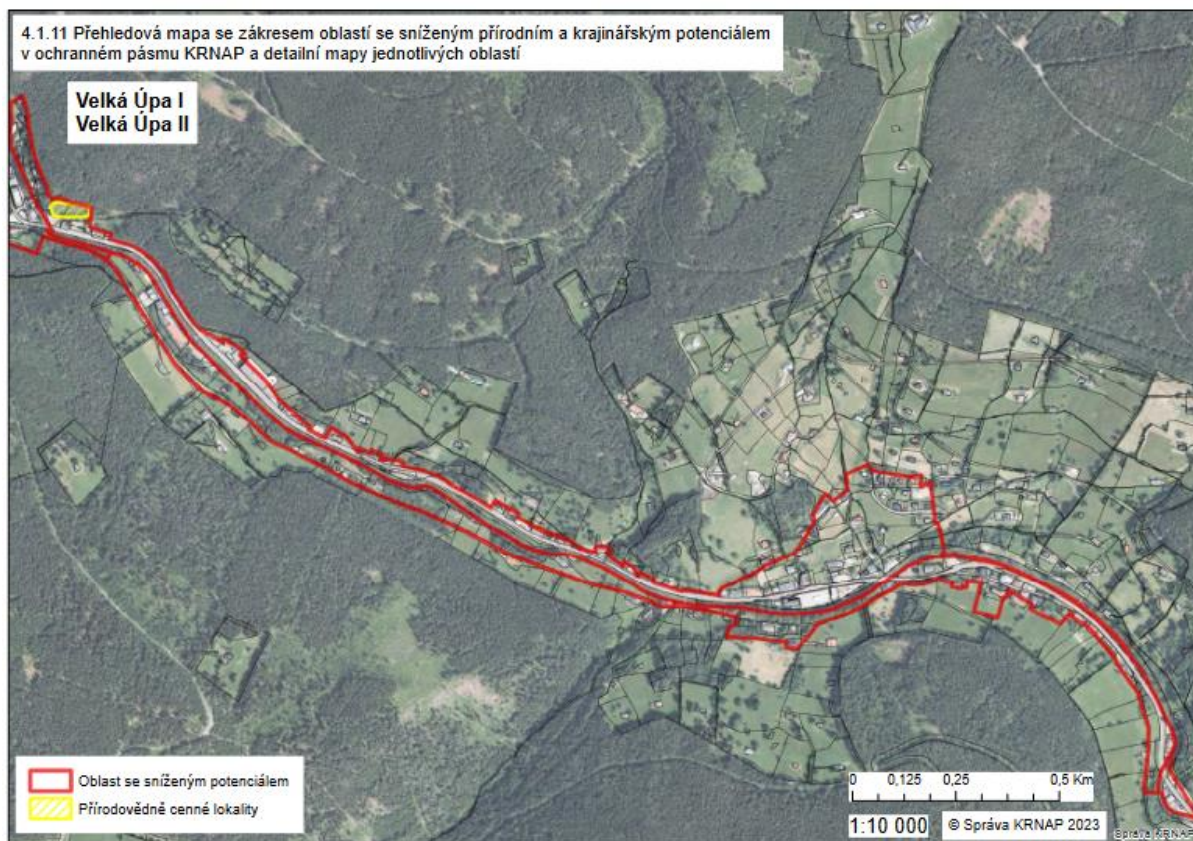 4.1.11 Přehledová mapa se zákresem oblastí se sníženým přírodním a krajinářským potenciálem
v ochranném pásmu KRNAP a detailní mapy jednotlivých oblastí
Velká Úpa I
Velká Úpa II
Oblast se sníženým potenciálem
Přírodovědně cenné lokality
0 0,125 0,25 0,5 Km
1:10 000 © Správa KRNAP 2023
Správa KRNAP